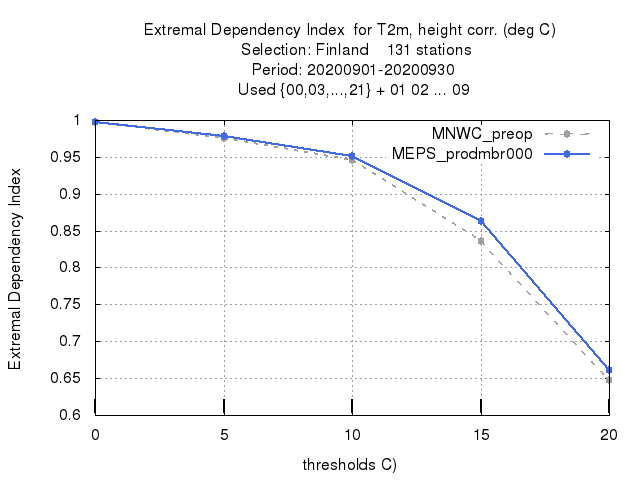 Extremal Dependency Index  for T2m, height corr. (deg C)
Selection: Finland    131 stations
Period: 20200901-20200930
Used {00,03,...,21} + 01 02 ... 09
MNWC_preop
MEPS_prodmbr000
Extremal Dependency Index
1
0.95
0.9
0.85
0.8
0.75
0.7
0.65
0.6
0 5 10 15 20
thresholds C)